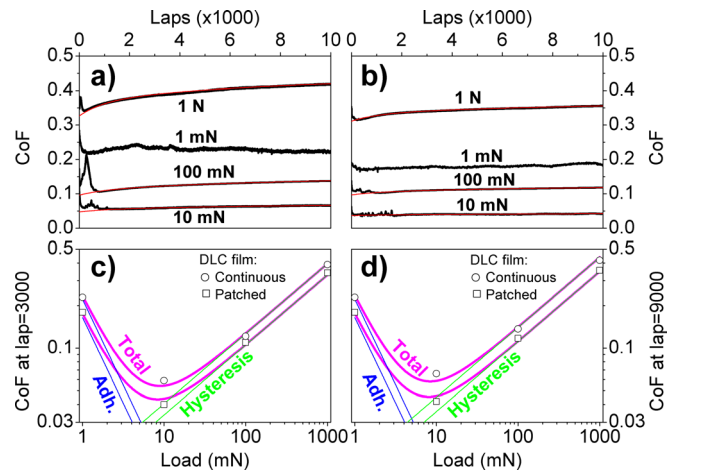 Laps (x1000)
Laps (x1000)
0 2 4 6 8 10
0 2 4 6 8 10
0.5
0.4
0.3
0.2
0.1
0.0
CoF
a)
1 N
1 mN
100 mN
10 mN
b)
1 N
1 mN
100 mN
10 mN
0.5
0.4
0.3
0.2
0.1
0.0
CoF
0.5
0.1
0.03
CoF at lap=3000
c)
DLC film:
Continuous
Patched
Total
Adh.
Hysteresis
d)
DLC film:
Continuous
Patched
Total
Adh.
Hysteresis
0.5
0.1
0.03
CoF at lap=9000
1 10 100 1000
1 10 100 1000
Load (mN)
Load (mN)